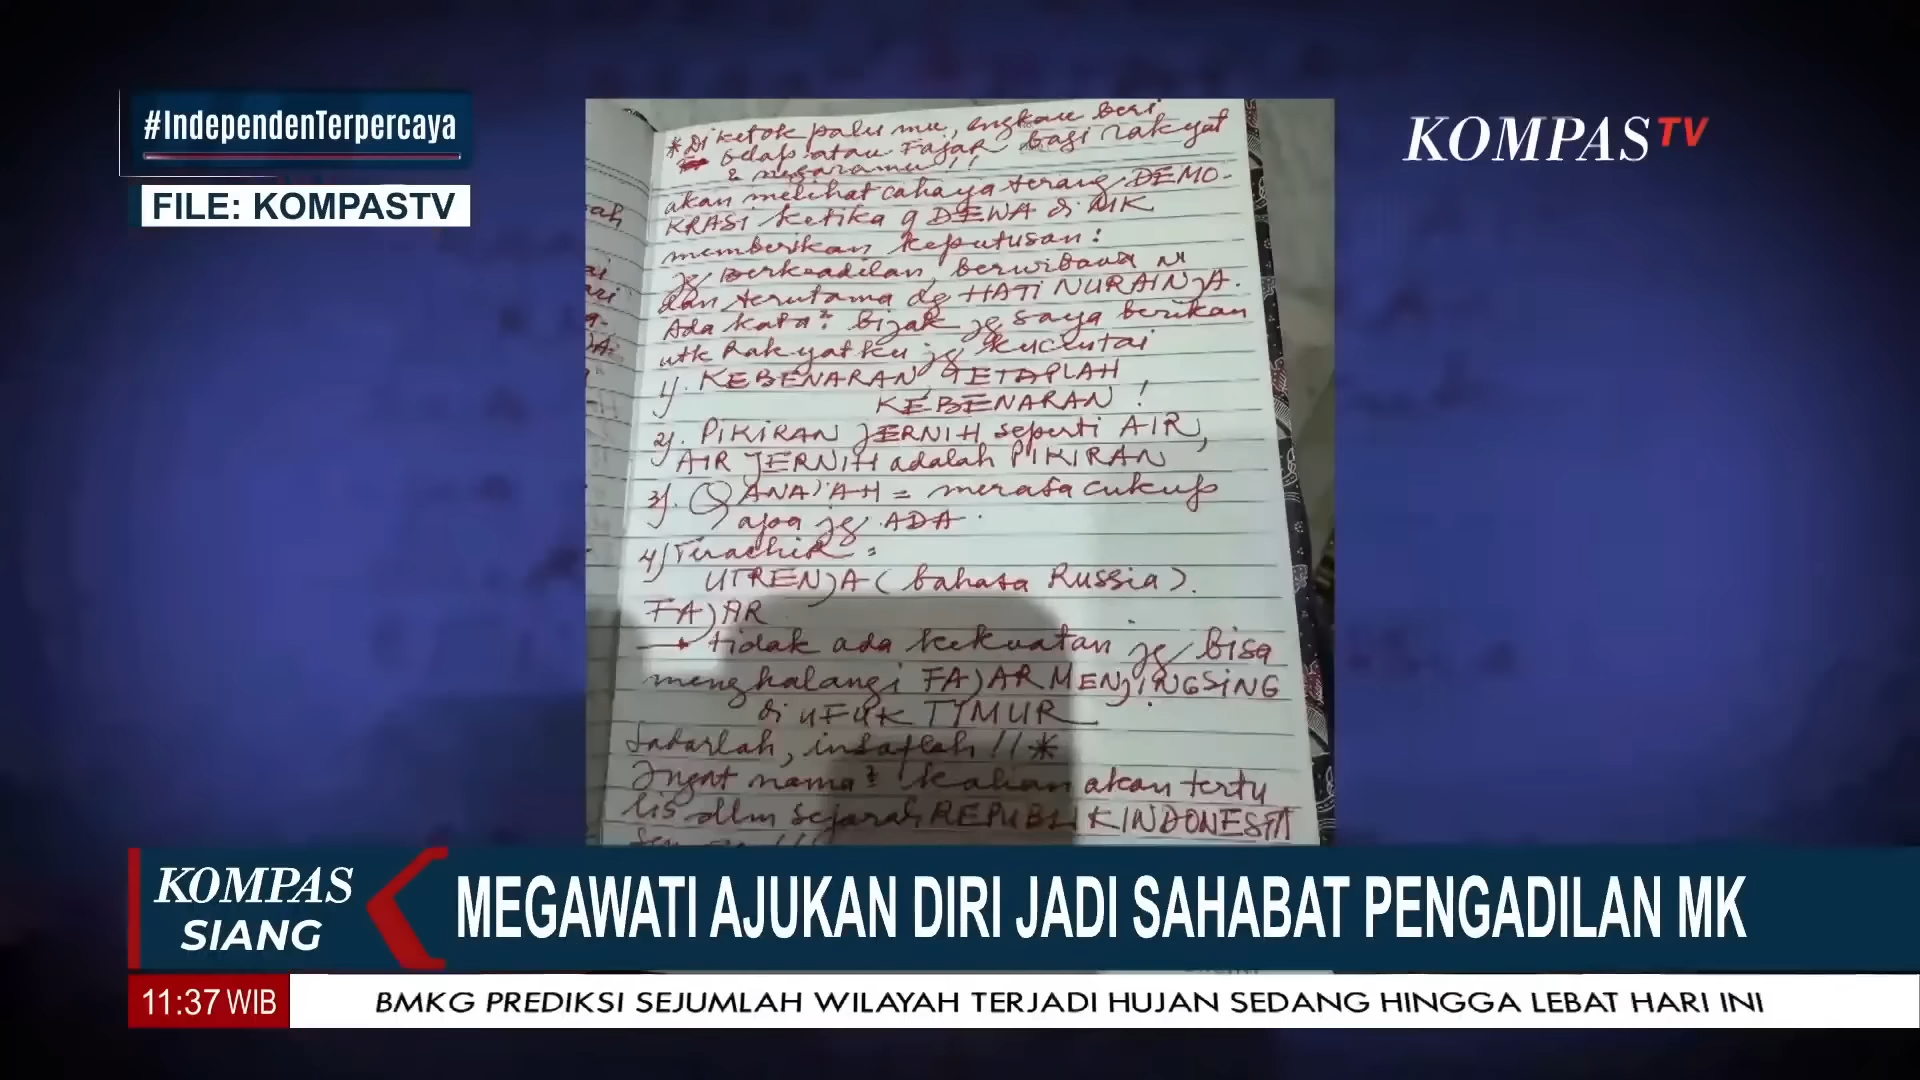 #IndependenTerpercaya
FILE: KOMPASTV
KOMPAS TV
*Di ketok palu mu, engkau beri
gelap atau FAJAR bagi rakyat
& negaramu!!
akan melihat cahaya terang DEMO-
KRASI ketika 9 DEWA di MK
memberikan keputusan:
yg Berkeadilan, berwibawa
dan terutama dg HATI NURAINJA.
Ada kata² bijak yg saya berikan
utk Rakyatku yg kucintai
1). KEBENARAN TETAPLAH
KEBENARAN!
2). PIKIRAN JERNIH seperti AIR,
AIR JERNIH adalah PIKIRAN
3). QANA'AH = merasa cukup
apa yg ADA.
4) Terachir:
UTRENJA (bahasa Russia).
FAJAR
→ tidak ada kekuatan yg bisa
menghalangi FAJAR MENJINGSING
di UFUK TIMUR
Sadarlah, insaflah!!*
Ingat nama² kalian akan tertu
lis dlm sejarah REPUBLIK INDONESIA
KOMPAS
SIANG
MEGAWATI AJUKAN DIRI JADI SAHABAT PENGADILAN MK
11:37 WIB
BMKG PREDIKSI SEJUMLAH WILAYAH TERJADI HUJAN SEDANG HINGGA LEBAT HARI INI